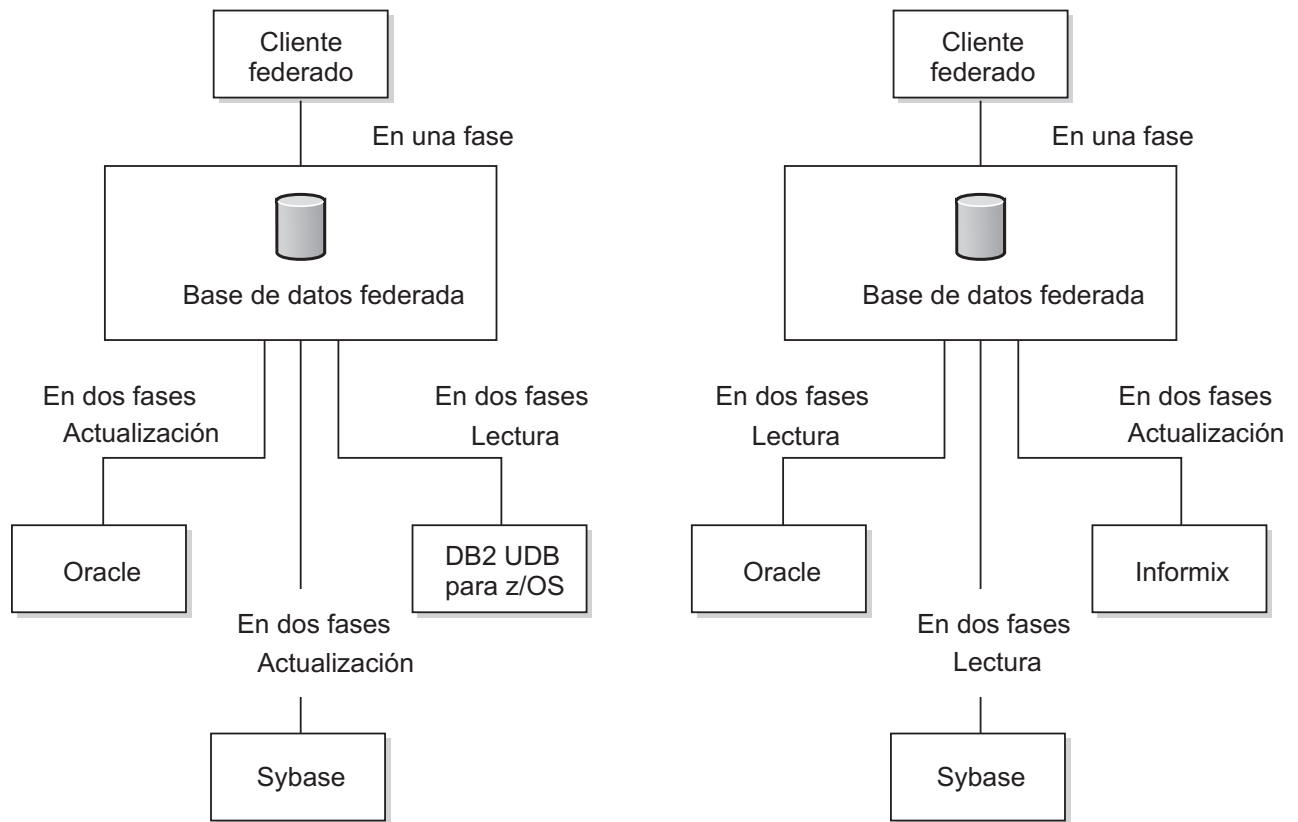 Cliente
federado
En una fase
Base de datos federada
En dos fases
Actualización
En dos fases
Lectura
Oracle
DB2 UDB
para z/OS
En dos fases
Actualización
Sybase
Cliente
federado
En una fase
Base de datos federada
En dos fases
Lectura
En dos fases
Actualización
Oracle
Informix
En dos fases
Lectura
Sybase